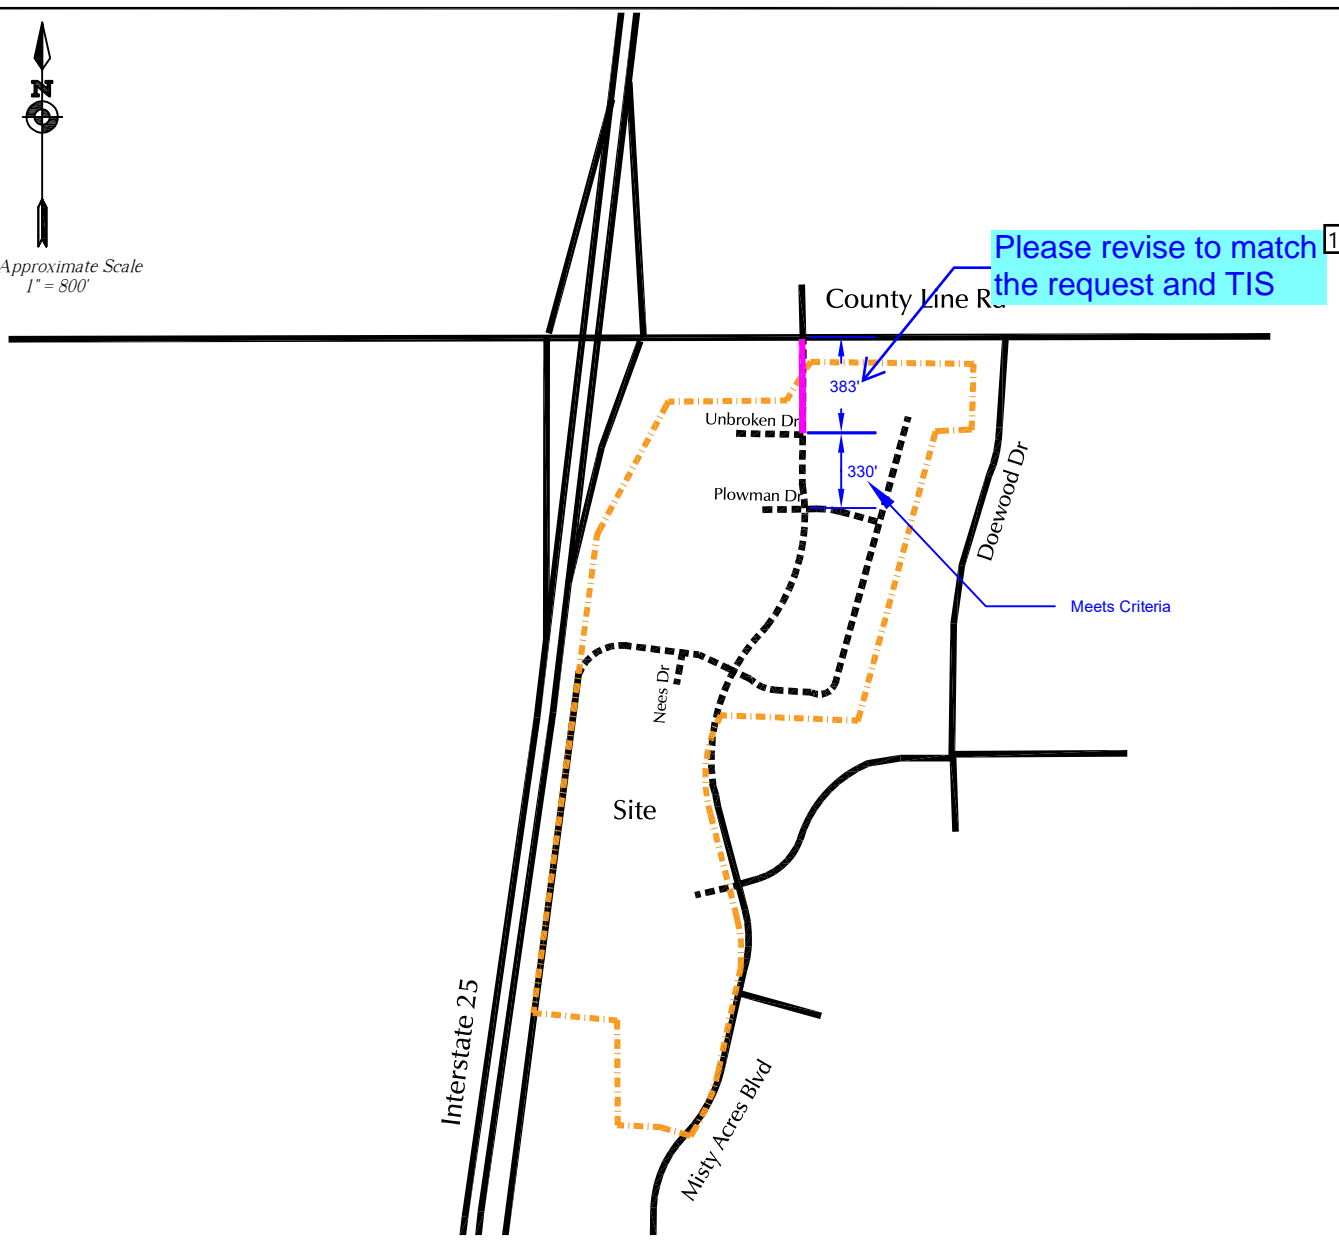 N
Approximate Scale
1" = 800'
Please revise to match
the request and TIS
1
County Line Rd
383'
Unbroken Dr
330'
Plowman Dr
Doewood Dr
Meets Criteria
Nees Dr
Site
Interstate 25
Misty Acres Blvd